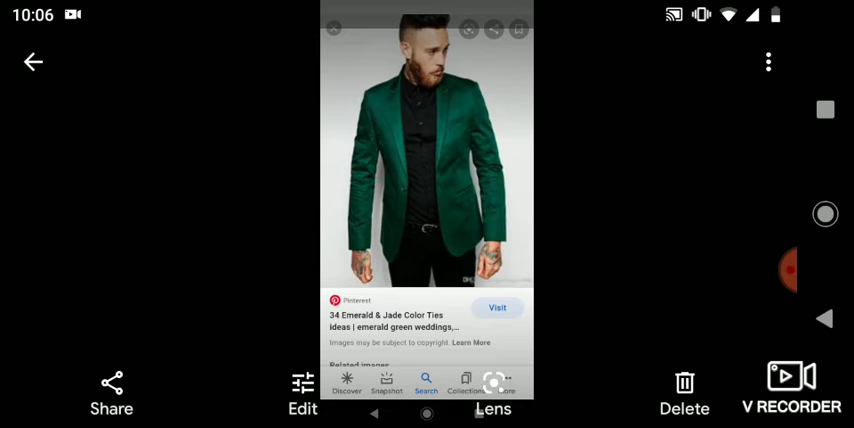 10:06
Pinterest
34 Emerald & Jade Color Ties
ideas | emerald green weddings,...
Visit
Images may be subject to copyright. Learn More
Related images
Discover
Snapshot
Search
Collections
More
Share
Edit
Lens
Delete
V RECORDER